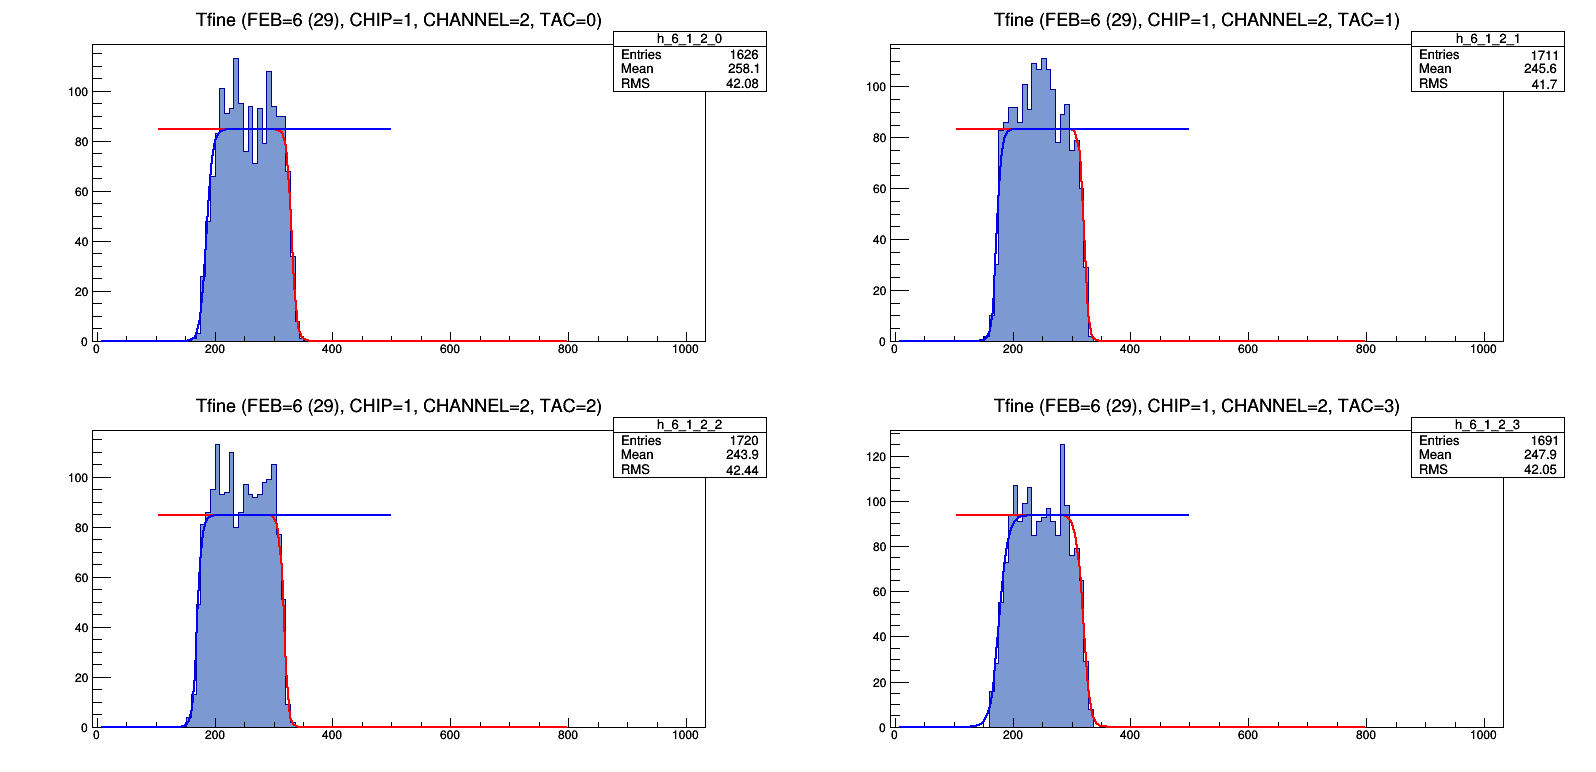 Tfine (FEB=6 (29), CHIP=1, CHANNEL=2, TAC=0)
h_6_1_2_0
Entries 1626
Mean 258.1
RMS 42.08
100
80
60
40
20
0
0 200 400 600 800 1000
Tfine (FEB=6 (29), CHIP=1, CHANNEL=2, TAC=1)
h_6_1_2_1
Entries 1711
Mean 245.6
RMS 41.7
100
80
60
40
20
0
0 200 400 600 800 1000
Tfine (FEB=6 (29), CHIP=1, CHANNEL=2, TAC=2)
h_6_1_2_2
Entries 1720
Mean 243.9
RMS 42.44
100
80
60
40
20
0
0 200 400 600 800 1000
Tfine (FEB=6 (29), CHIP=1, CHANNEL=2, TAC=3)
h_6_1_2_3
Entries 1691
Mean 247.9
RMS 42.05
120
100
80
60
40
20
0
0 200 400 600 800 1000